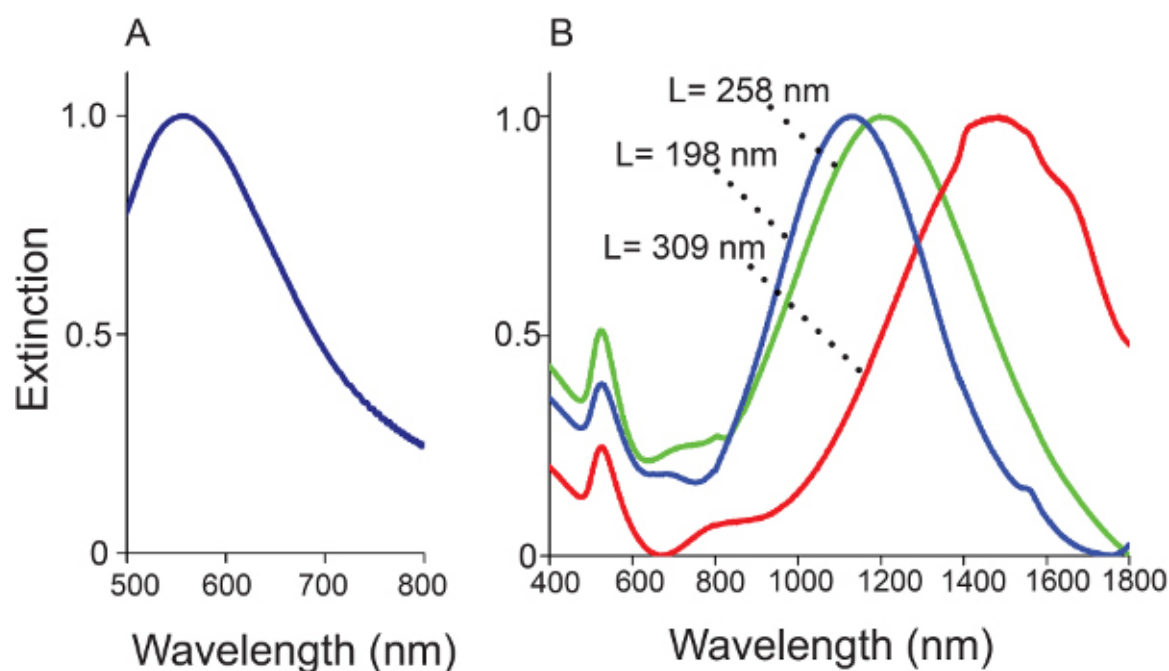 A
B
Extinction
1.0
0.5
0
500 600 700 800
Wavelength (nm)
L= 258 nm
L= 198 nm
L= 309 nm
1.0
0.5
0
400 600 800 1000 1200 1400 1600 1800
Wavelength (nm)